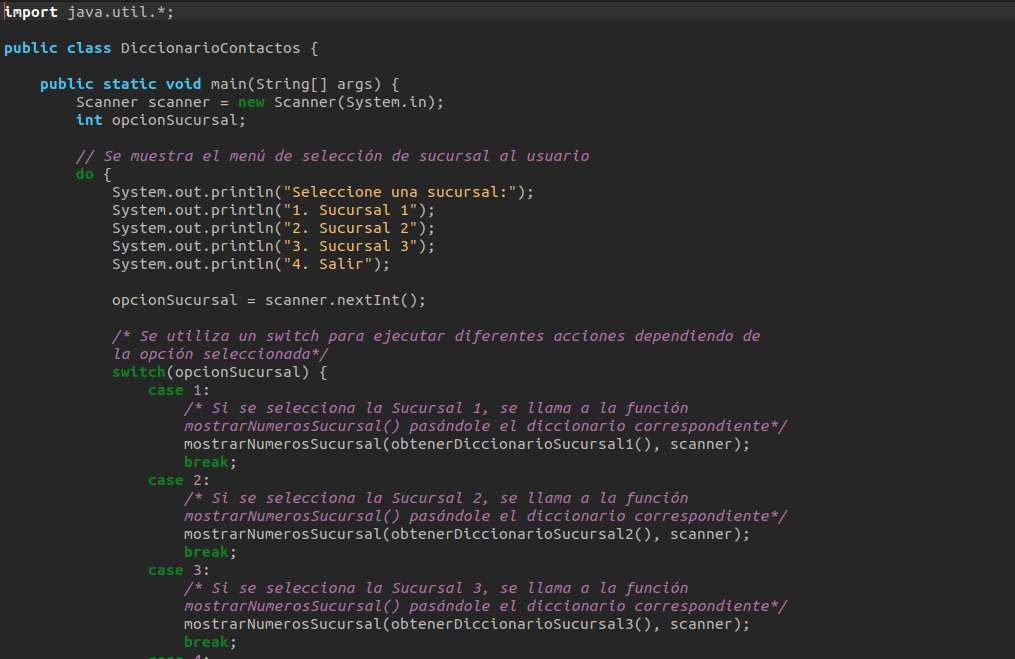 import java.util.*;
public class DiccionarioContactos {
public static void main(String[] args) {
Scanner scanner = new Scanner(System.in);
int opcionSucursal;
// Se muestra el menú de selección de sucursal al usuario
do {
System.out.println("Seleccione una sucursal:");
System.out.println("1. Sucursal 1");
System.out.println("2. Sucursal 2");
System.out.println("3. Sucursal 3");
System.out.println("4. Salir");
opcionSucursal = scanner.nextInt();
/* Se utiliza un switch para ejecutar diferentes acciones dependiendo de
la opción seleccionada*/
switch(opcionSucursal) {
case 1:
/* Si se selecciona la Sucursal 1, se llama a la función
mostrarNumerosSucursal() pasándole el diccionario correspondiente*/
mostrarNumerosSucursal(obtenerDiccionarioSucursal1(), scanner);
break;
case 2:
/* Si se selecciona la Sucursal 2, se llama a la función
mostrarNumerosSucursal() pasándole el diccionario correspondiente*/
mostrarNumerosSucursal(obtenerDiccionarioSucursal2(), scanner);
break;
case 3:
/* Si se selecciona la Sucursal 3, se llama a la función
mostrarNumerosSucursal() pasándole el diccionario correspondiente*/
mostrarNumerosSucursal(obtenerDiccionarioSucursal3(), scanner);
break;